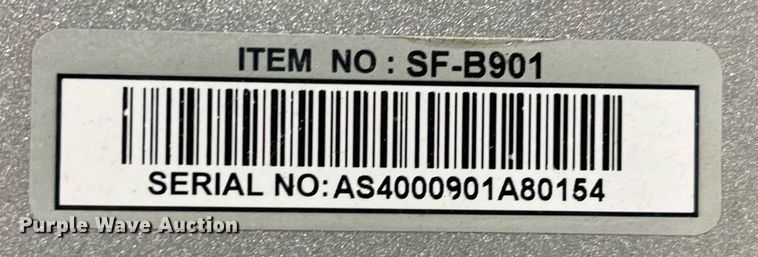 ITEM NO : SF-B901
SERIAL NO: AS4000901A80154
Purple Wave Auction